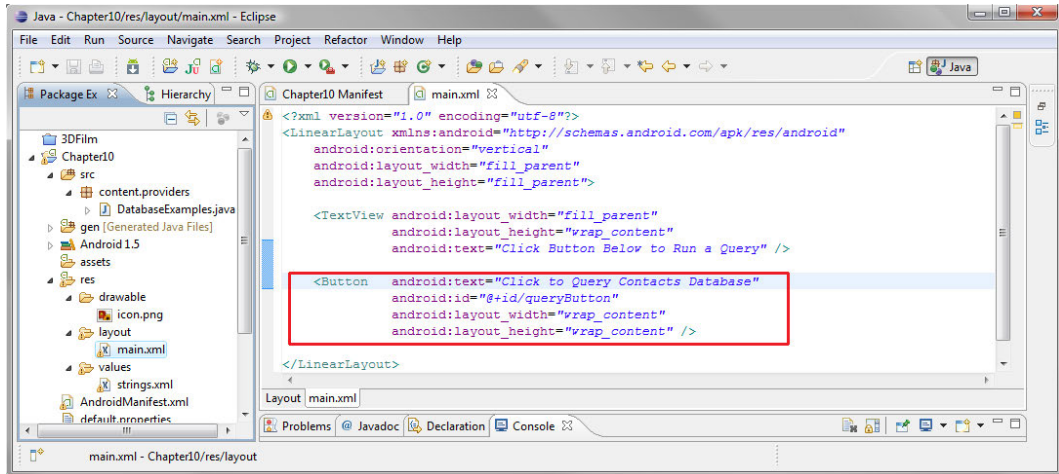 Java - Chapter10/res/layout/main.xml - Eclipse
File Edit Run Source Navigate Search Project Refactor Window Help
Java
Package Ex Hierarchy
Chapter10 Manifest main.xml
3DFilm
Chapter10
src
content.providers
DatabaseExamples.java
gen [Generated Java Files]
Android 1.5
assets
res
drawable
icon.png
layout
main.xml
values
strings.xml
AndroidManifest.xml
default.properties
<?xml version="1.0" encoding="utf-8"?>
<LinearLayout xmlns:android="http://schemas.android.com/apk/res/android"
android:orientation="vertical"
android:layout_width="fill_parent"
android:layout_height="fill_parent">
<TextView android:layout_width="fill_parent"
android:layout_height="wrap_content"
android:text="Click Button Below to Run a Query" />
<Button android:text="Click to Query Contacts Database"
android:id="@+id/queryButton"
android:layout_width="wrap_content"
android:layout_height="wrap_content" />
</LinearLayout>
Layout main.xml
Problems @ Javadoc Declaration Console
main.xml - Chapter10/res/layout